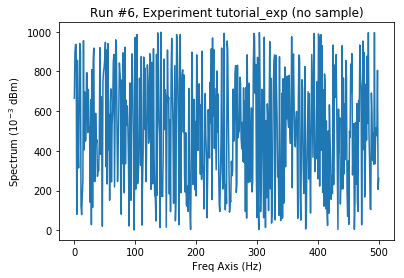 Run #6, Experiment tutorial_exp (no sample)
1000
800
600
400
200
0
Spectrum (10⁻³ dBm)
0 100 200 300 400 500
Freq Axis (Hz)